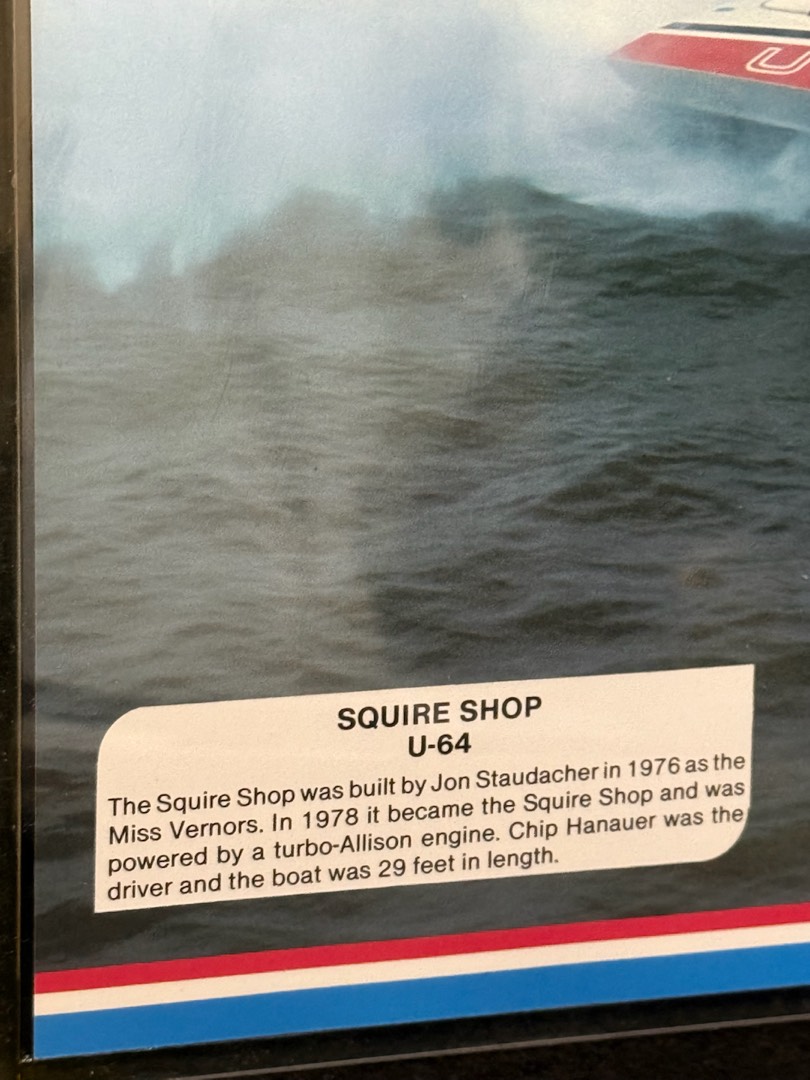 U
SQUIRE SHOP
U-64
The Squire Shop was built by Jon Staudacher in 1976 as the
Miss Vernors. In 1978 it became the Squire Shop and was
powered by a turbo-Allison engine. Chip Hanauer was the
driver and the boat was 29 feet in length.